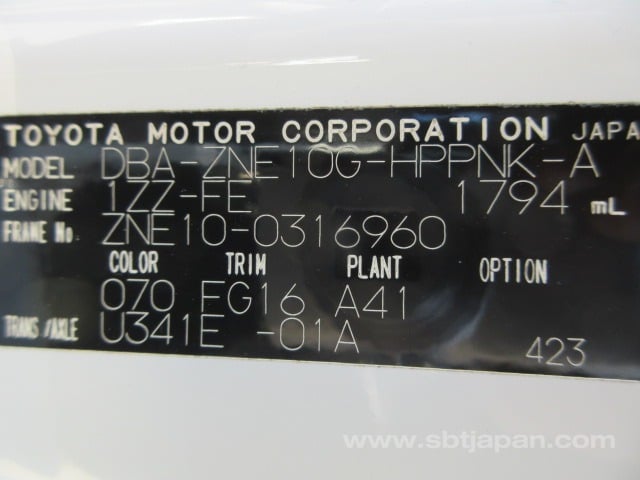 TOYOTA MOTOR CORPORATION JAPA
MODEL DBA-ZNE10G-HPPNK-A
ENGINE 1ZZ-FE 1794 mL
FRAME No. ZNE10-0316960
COLOR TRIM PLANT OPTION
070 FG16 A41
TRANS/AXLE U341E -01A
423
www.sbtjapan.com